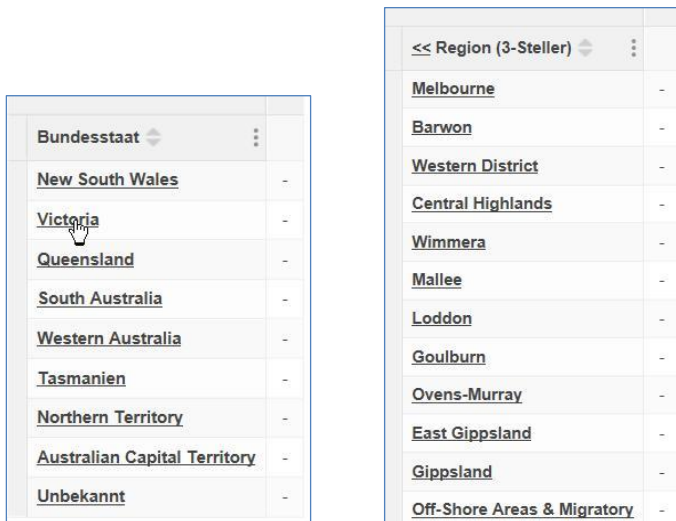 Bundesstaat
New South Wales -
Victoria -
Queensland -
South Australia -
Western Australia -
Tasmanien -
Northern Territory -
Australian Capital Territory -
Unbekannt -
<< Region (3-Steller)
Melbourne -
Barwon -
Western District -
Central Highlands -
Wimmera -
Mallee -
Loddon -
Goulburn -
Ovens-Murray -
East Gippsland -
Gippsland -
Off-Shore Areas & Migratory -